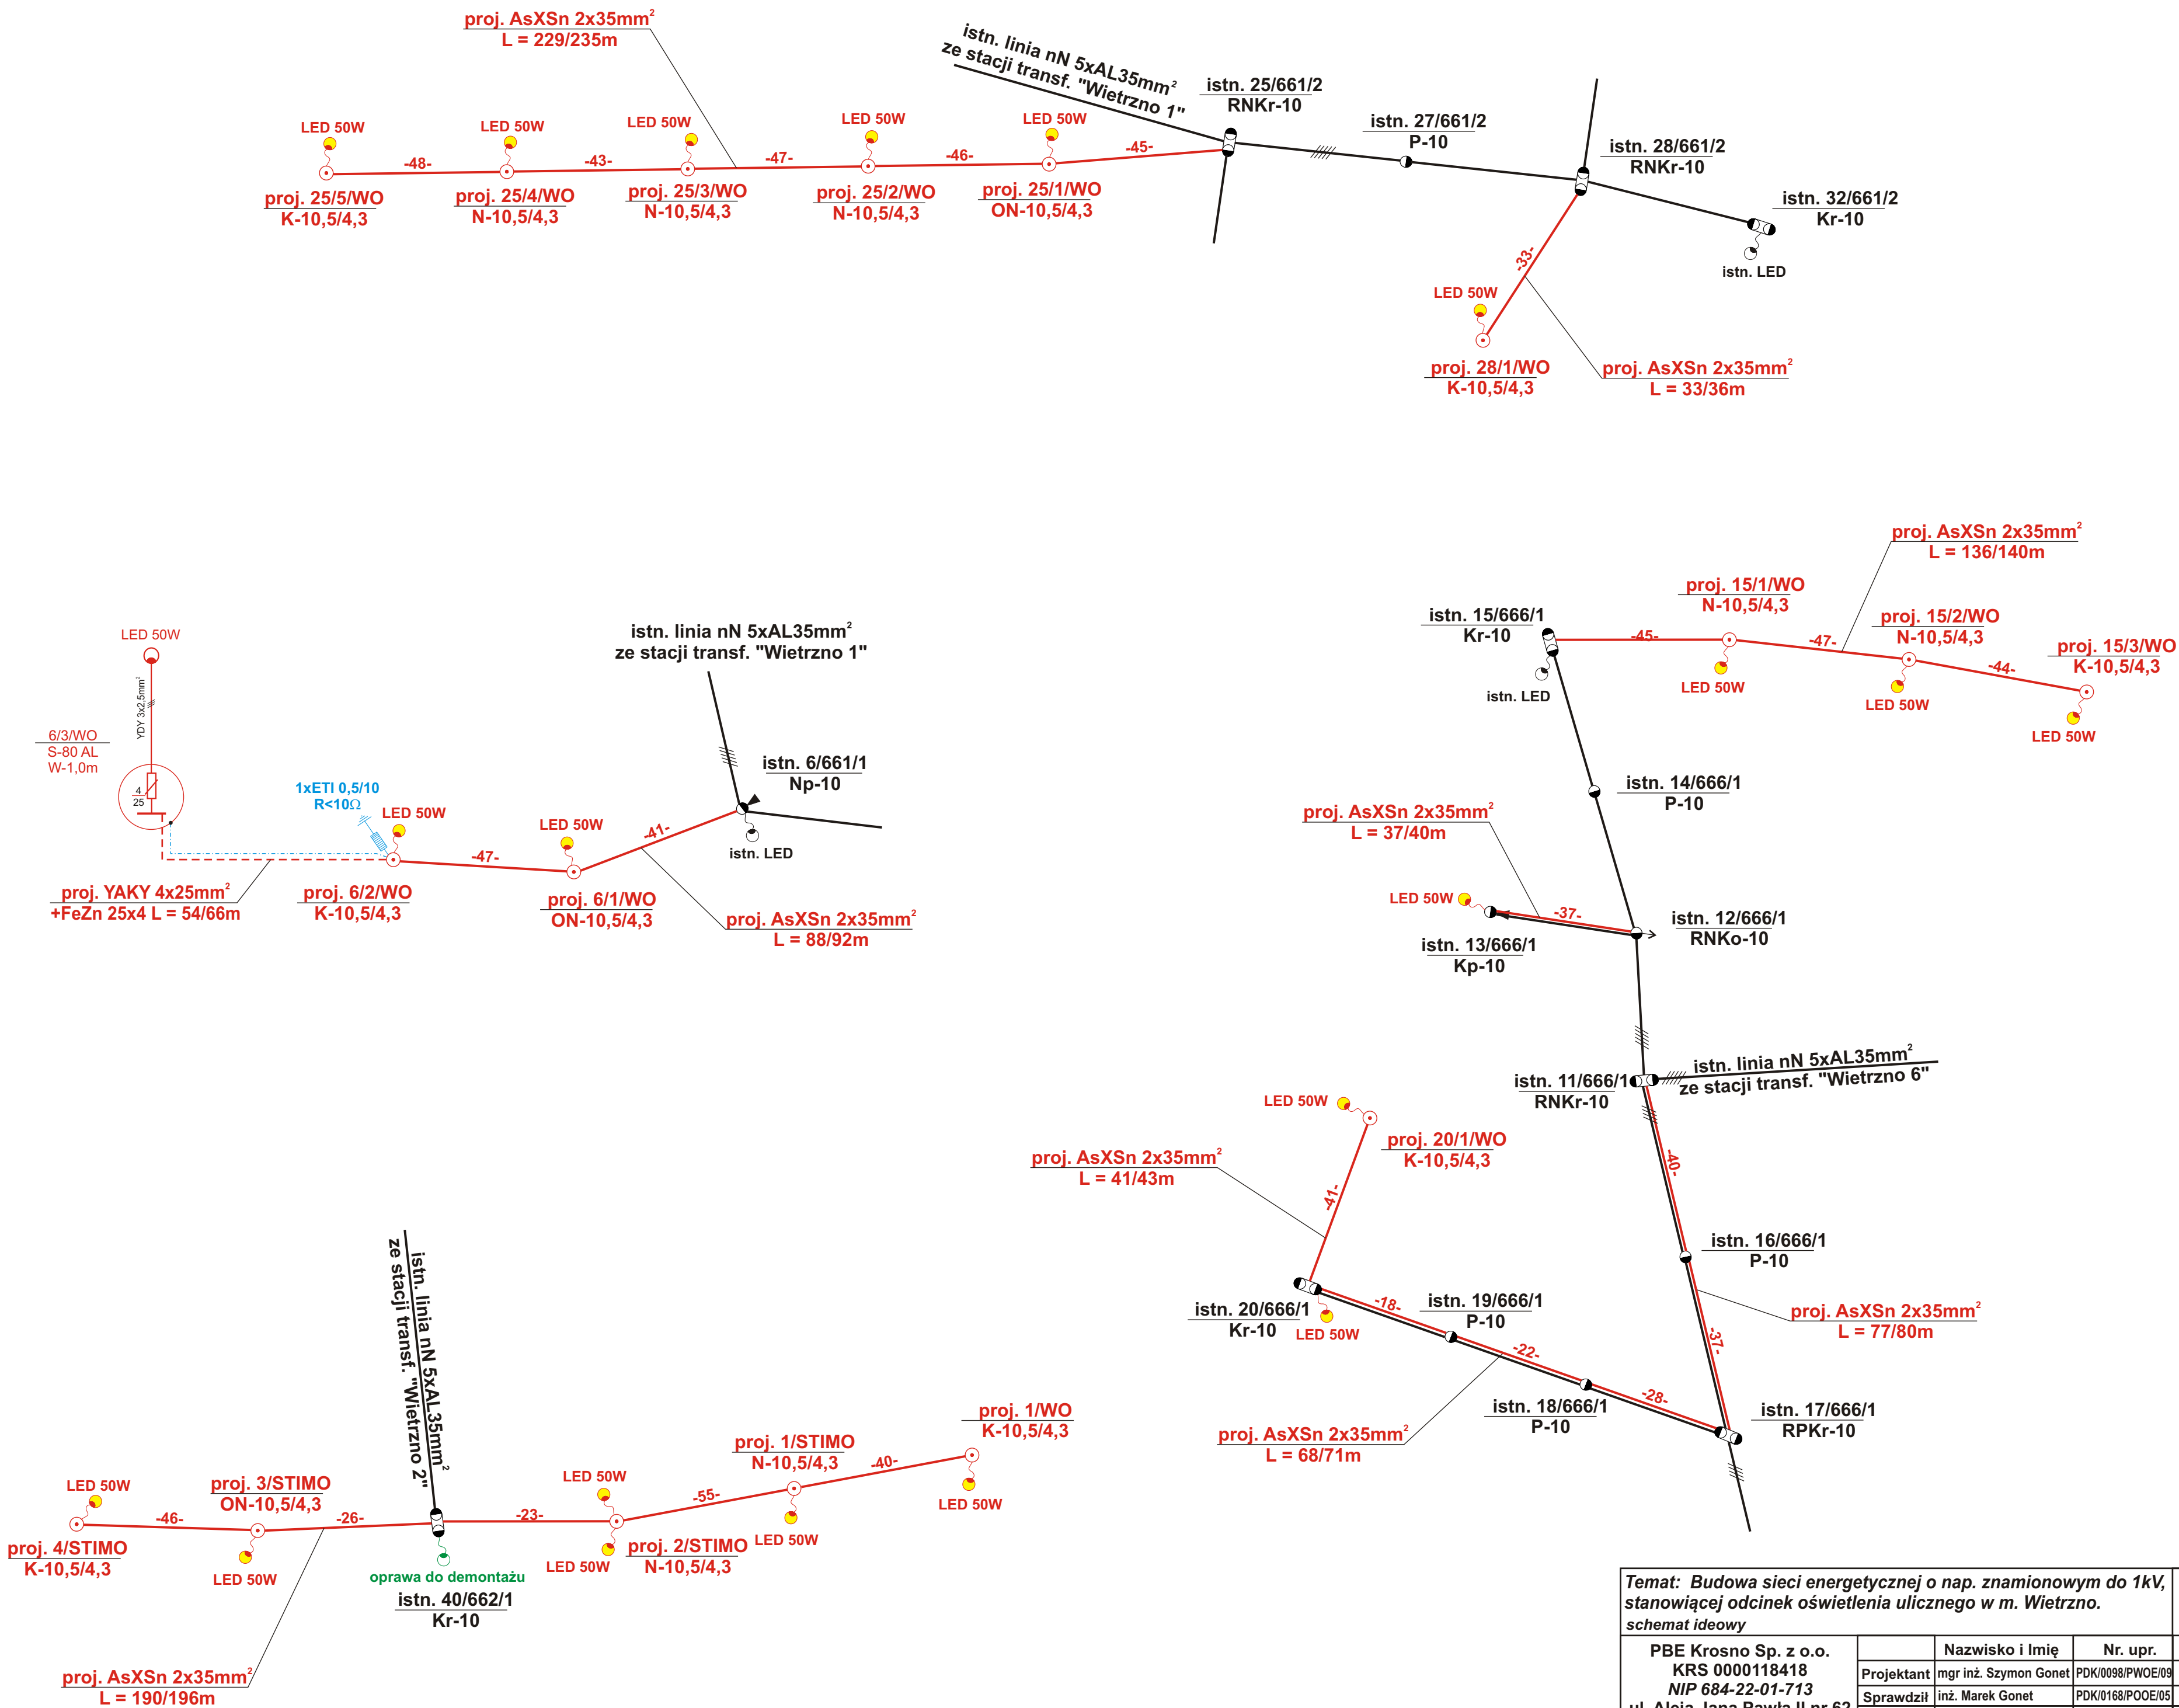 proj. AsXSn 2x35mm²
L = 229/235m
istn. linia nN 5xAL35mm²
ze stacji transf. "Wietrzno 1"
istn. 25/661/2
RNKr-10
istn. 27/661/2
P-10
istn. 28/661/2
RNKr-10
istn. 32/661/2
Kr-10
istn. LED
LED 50W
LED 50W
LED 50W
LED 50W
LED 50W
-48-
-43-
-47-
-46-
-45-
proj. 25/5/WO
K-10,5/4,3
proj. 25/4/WO
N-10,5/4,3
proj. 25/3/WO
N-10,5/4,3
proj. 25/2/WO
N-10,5/4,3
proj. 25/1/WO
ON-10,5/4,3
-33-
LED 50W
proj. 28/1/WO
K-10,5/4,3
proj. AsXSn 2x35mm²
L = 33/36m
LED 50W
YDY 3x2,5mm²
6/3/WO
S-80 AL
W-1,0m
4
25
1xETI 0,5/10
R<10Ω
LED 50W
LED 50W
-47-
-41-
istn. linia nN 5xAL35mm²
ze stacji transf. "Wietrzno 1"
istn. 6/661/1
Np-10
istn. LED
proj. YAKY 4x25mm²
+FeZn 25x4 L = 54/66m
proj. 6/2/WO
K-10,5/4,3
proj. 6/1/WO
ON-10,5/4,3
proj. AsXSn 2x35mm²
L = 88/92m
proj. AsXSn 2x35mm²
L = 136/140m
istn. 15/666/1
Kr-10
istn. LED
-45-
proj. 15/1/WO
N-10,5/4,3
LED 50W
-47-
proj. 15/2/WO
N-10,5/4,3
LED 50W
-44-
proj. 15/3/WO
K-10,5/4,3
LED 50W
istn. 14/666/1
P-10
proj. AsXSn 2x35mm²
L = 37/40m
LED 50W
-37-
istn. 13/666/1
Kp-10
istn. 12/666/1
RNKo-10
istn. 11/666/1
RNKr-10
istn. linia nN 5xAL35mm²
ze stacji transf. "Wietrzno 6"
LED 50W
proj. 20/1/WO
K-10,5/4,3
proj. AsXSn 2x35mm²
L = 41/43m
-41-
-40-
istn. 16/666/1
P-10
proj. AsXSn 2x35mm²
L = 77/80m
-37-
istn. 20/666/1
Kr-10
LED 50W
-18-
istn. 19/666/1
P-10
-22-
istn. 18/666/1
P-10
-28-
istn. 17/666/1
RPKr-10
proj. AsXSn 2x35mm²
L = 68/71m
istn. linia nN 5xAL35mm²
ze stacji transf. "Wietrzno 2"
LED 50W
proj. 4/STIMO
K-10,5/4,3
-46-
proj. 3/STIMO
ON-10,5/4,3
LED 50W
-26-
oprawa do demontażu
istn. 40/662/1
Kr-10
-23-
LED 50W
LED 50W
proj. 2/STIMO
N-10,5/4,3
-55-
proj. 1/STIMO
N-10,5/4,3
LED 50W
-40-
proj. 1/WO
K-10,5/4,3
LED 50W
proj. AsXSn 2x35mm²
L = 190/196m
Temat: Budowa sieci energetycznej o nap. znamionowym do 1kV,
stanowiącej odcinek oświetlenia ulicznego w m. Wietrzno.
schemat ideowy
PBE Krosno Sp. z o.o.
KRS 0000118418
NIP 684-22-01-713
ul. Aleja Jana Pawła II nr 62
Nazwisko i Imię
Nr. upr.
Projektant
mgr inż. Szymon Gonet
PDK/0098/PWOE/09
Sprawdził
inż. Marek Gonet
PDK/0168/POOE/05